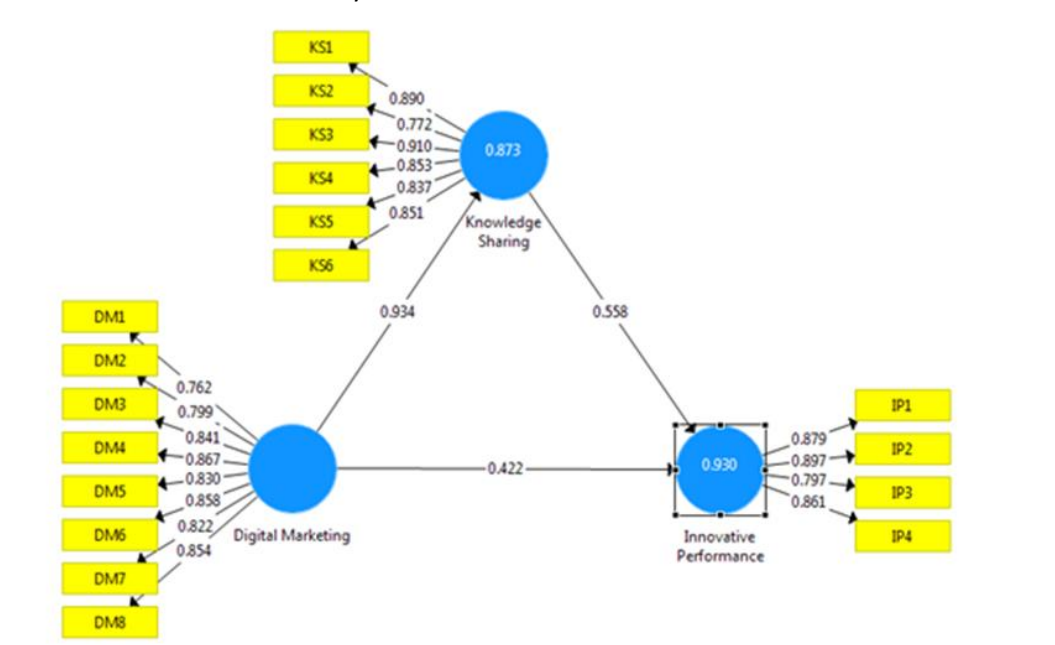 KS1
KS2
KS3
KS4
KS5
KS6
0.890
0.772
0.910
0.853
0.837
0.851
0.873
Knowledge
Sharing
0.934
0.558
DM1
DM2
DM3
DM4
DM5
DM6
DM7
DM8
0.762
0.799
0.841
0.867
0.830
0.858
0.822
0.854
Digital Marketing
0.422
0.930
Innovative
Performance
0.879
0.897
0.797
0.861
IP1
IP2
IP3
IP4